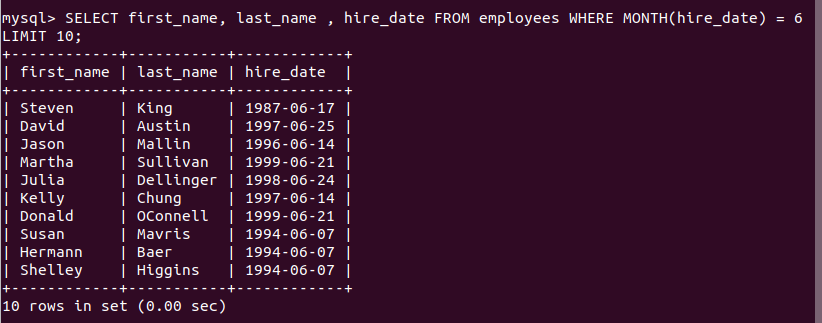 mysql> SELECT first_name, last_name , hire_date FROM employees WHERE MONTH(hire_date) = 6
LIMIT 10;
+------------+-----------+------------+
| first_name | last_name | hire_date  |
+------------+-----------+------------+
| Steven     | King      | 1987-06-17 |
| David      | Austin    | 1997-06-25 |
| Jason      | Mallin    | 1996-06-14 |
| Martha     | Sullivan  | 1999-06-21 |
| Julia      | Dellinger | 1998-06-24 |
| Kelly      | Chung     | 1997-06-14 |
| Donald     | OConnell  | 1999-06-21 |
| Susan      | Mavris    | 1994-06-07 |
| Hermann    | Baer      | 1994-06-07 |
| Shelley    | Higgins   | 1994-06-07 |
+------------+-----------+------------+
10 rows in set (0.00 sec)